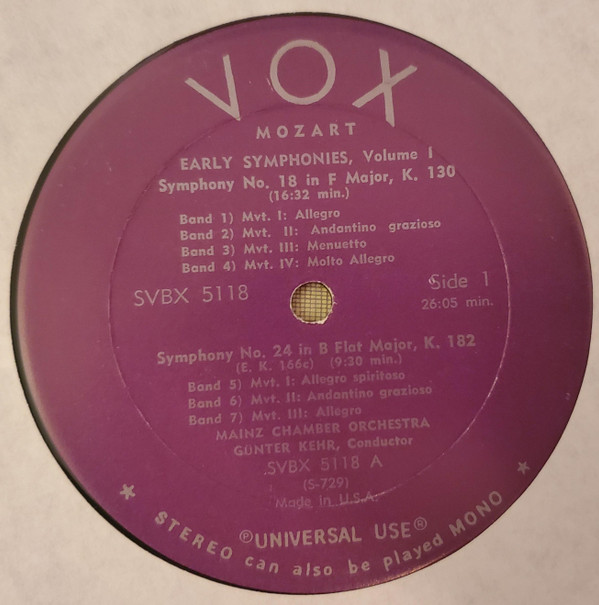 VOX
MOZART
EARLY SYMPHONIES, Volume I
Symphony No. 18 in F Major, K. 130
(16:32 min.)
Band 1) Mvt. I: Allegro
Band 2) Mvt. II: Andantino grazioso
Band 3) Mvt. III: Menuetto
Band 4) Mvt. IV: Molto Allegro
SVBX 5118
Side 1
26:05 min.
Symphony No. 24 in B Flat Major, K. 182
(E. K. 166c) (9:30 min.)
Band 5) Mvt. I: Allegro spiritoso
Band 6) Mvt. II: Andantino grazioso
Band 7) Mvt. III: Allegro
MAINZ CHAMBER ORCHESTRA
GÜNTER KEHR, Conductor
SVBX 5118 A
(S-729)
Made in U.S.A.
℗UNIVERSAL USE®
* STEREO can also be played MONO *